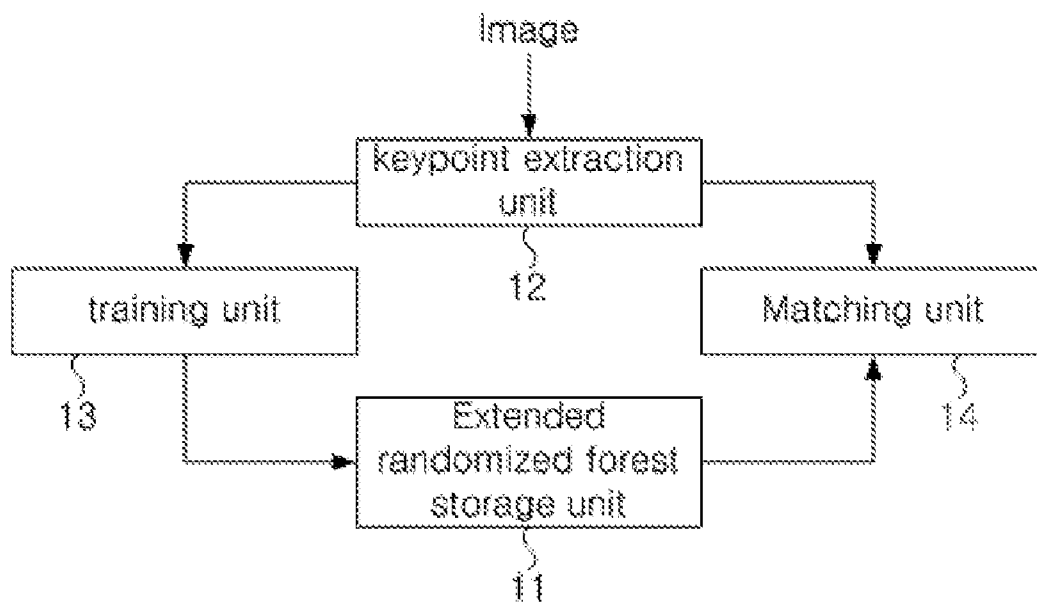 Image
keypoint extraction
unit
12
training unit
Matching unit
13
14
Extended
randomized forest
storage unit
11